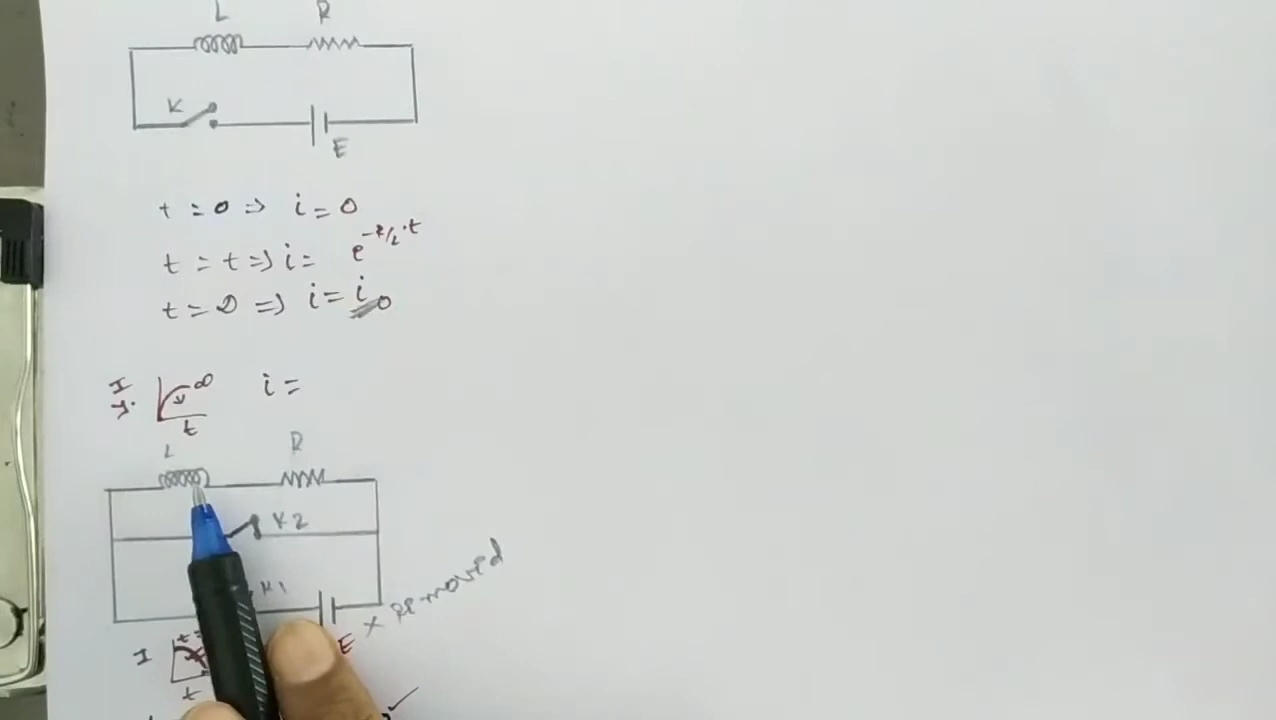 L R
K
E
t = 0 => i = 0
t = t => i = e^-R/L·t
t = ∞ => i = i0
I ∞ i =
t
L R
K2
K1
x Removed
E
I t=
t